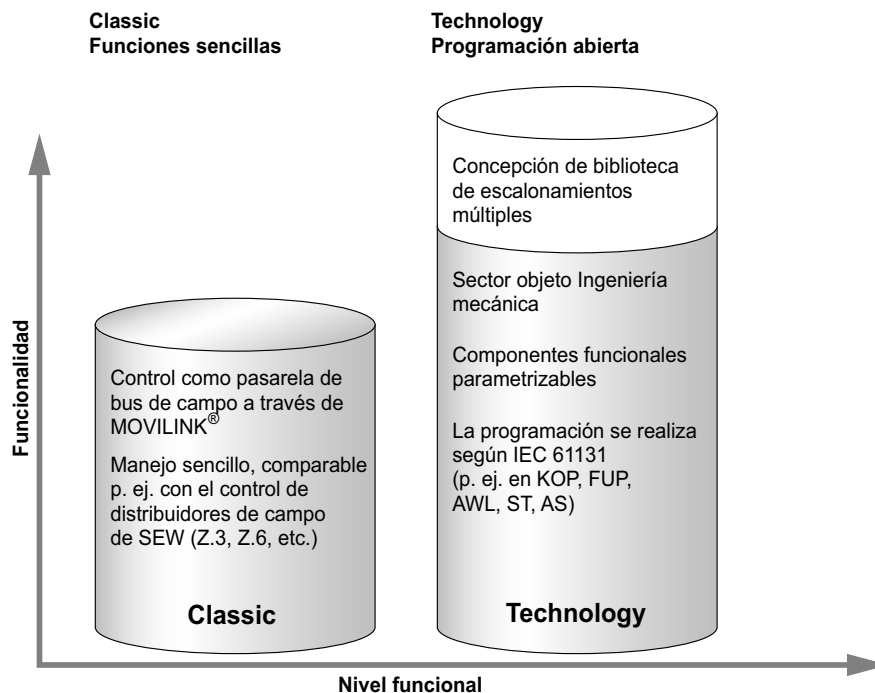 Classic
Funciones sencillas
Technology
Programación abierta
Funcionalidad
Control como pasarela de
bus de campo a través de
MOVILINK®
Manejo sencillo, comparable
p. ej. con el control de
distribuidores de campo
de SEW (Z.3, Z.6, etc.)
Classic
Concepción de biblioteca
de escalonamientos
múltiples
Sector objeto Ingeniería
mecánica
Componentes funcionales
parametrizables
La programación se realiza
según IEC 61131
(p. ej. en KOP, FUP,
AWL, ST, AS)
Technology
Nivel funcional